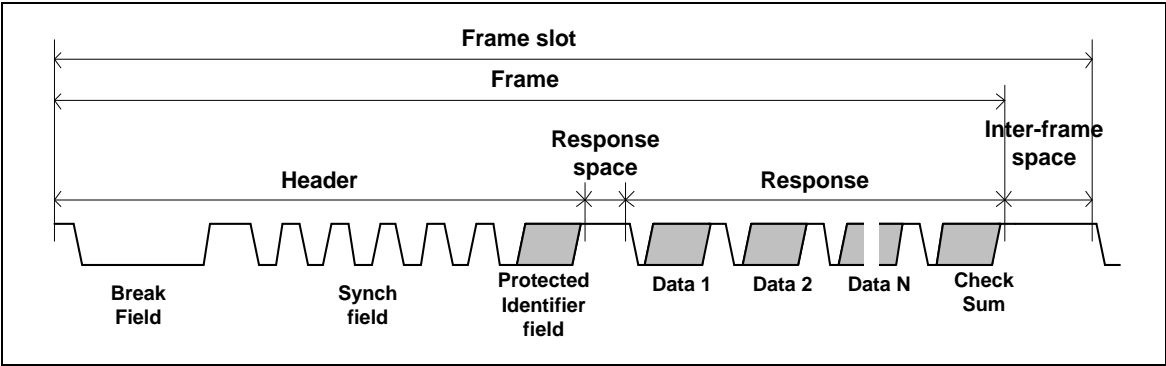 Frame slot
Frame
Inter-frame
space
Response
space
Header
Response
Break
Field
Synch
field
Protected
Identifier
field
Data 1
Data 2
Data N
Check
Sum